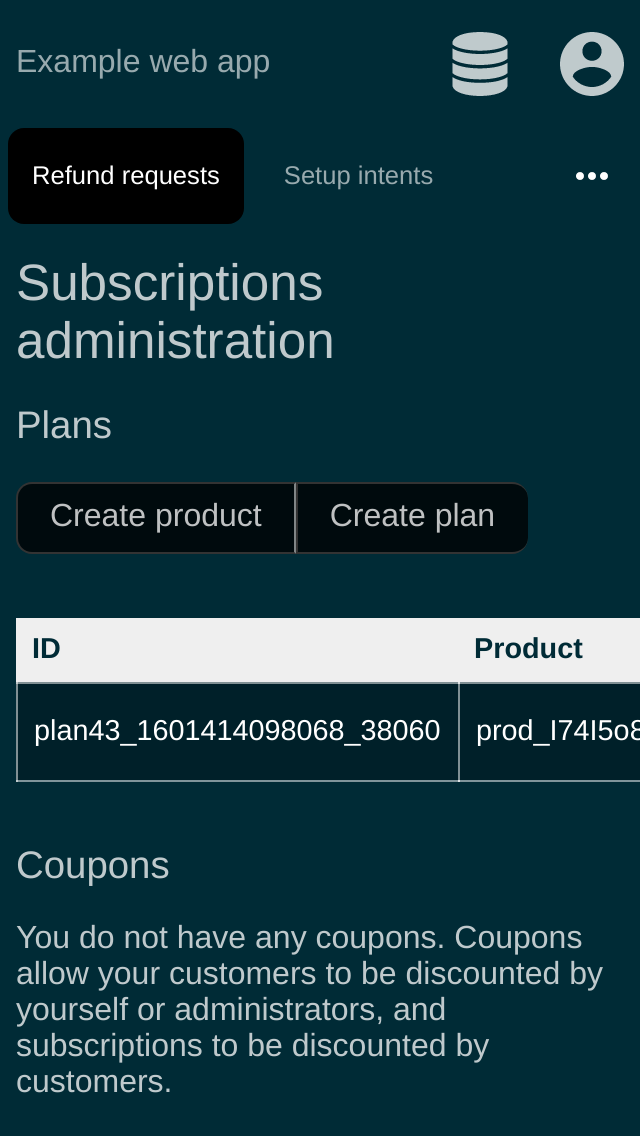 Example web app
Refund requests
Setup intents
Subscriptions
administration
Plans
Create product
Create plan
ID
Product
plan43_1601414098068_38060
prod_I74I5o8
Coupons
You do not have any coupons. Coupons
allow your customers to be discounted by
yourself or administrators, and
subscriptions to be discounted by
customers.